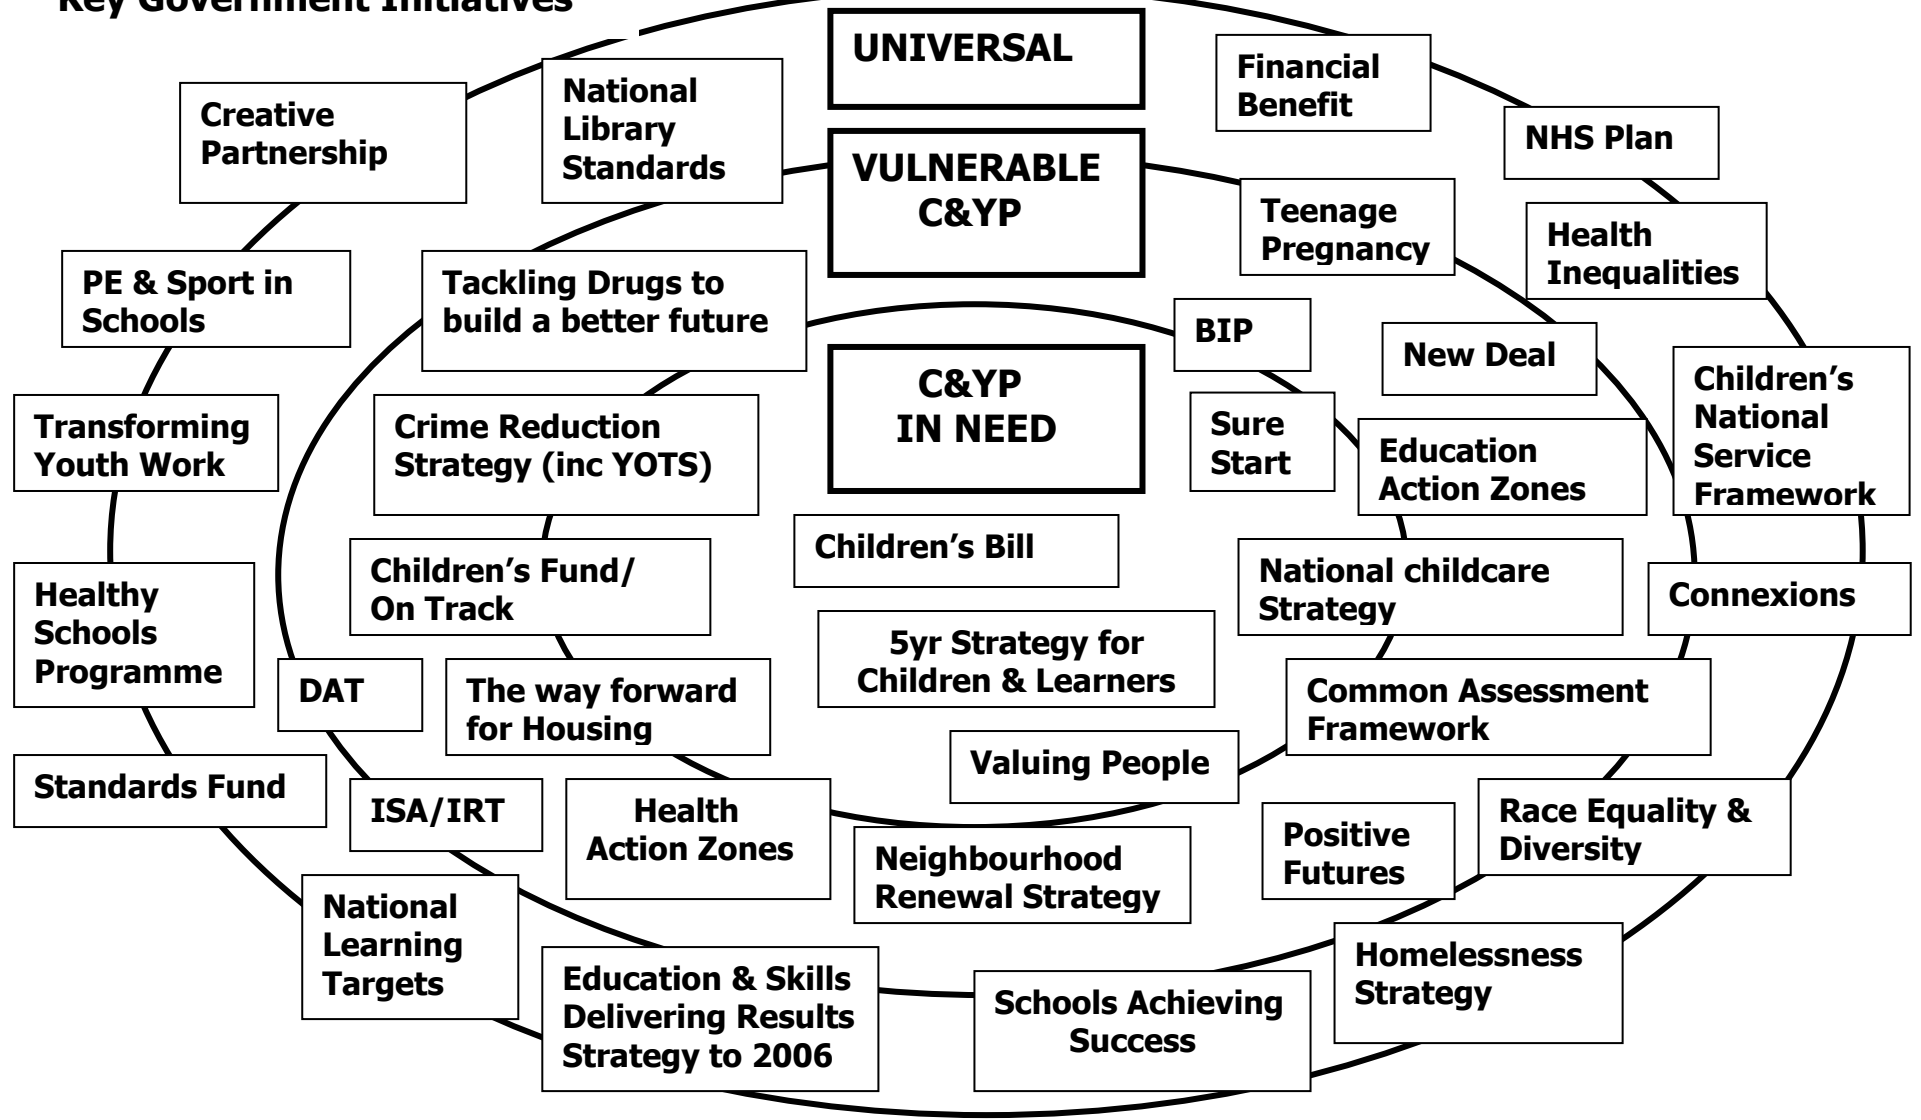 Key Government Initiatives
UNIVERSAL
Financial
Benefit
National
Library
Standards
Creative
Partnership
NHS Plan
VULNERABLE
C&YP
Teenage
Pregnancy
Health
Inequalities
PE & Sport in
Schools
Tackling Drugs to
build a better future
BIP
New Deal
C&YP
IN NEED
Children’s
National
Service
Framework
Transforming
Youth Work
Crime Reduction
Strategy (inc YOTS)
Sure
Start
Education
Action Zones
Children’s Bill
Children’s Fund/
On Track
National childcare
Strategy
Connexions
Healthy
Schools
Programme
5yr Strategy for
Children & Learners
DAT
The way forward
for Housing
Common Assessment
Framework
Valuing People
Standards Fund
ISA/IRT
Health
Action Zones
Race Equality &
Diversity
Positive
Futures
Neighbourhood
Renewal Strategy
National
Learning
Targets
Homelessness
Strategy
Education & Skills
Delivering Results
Strategy to 2006
Schools Achieving
Success